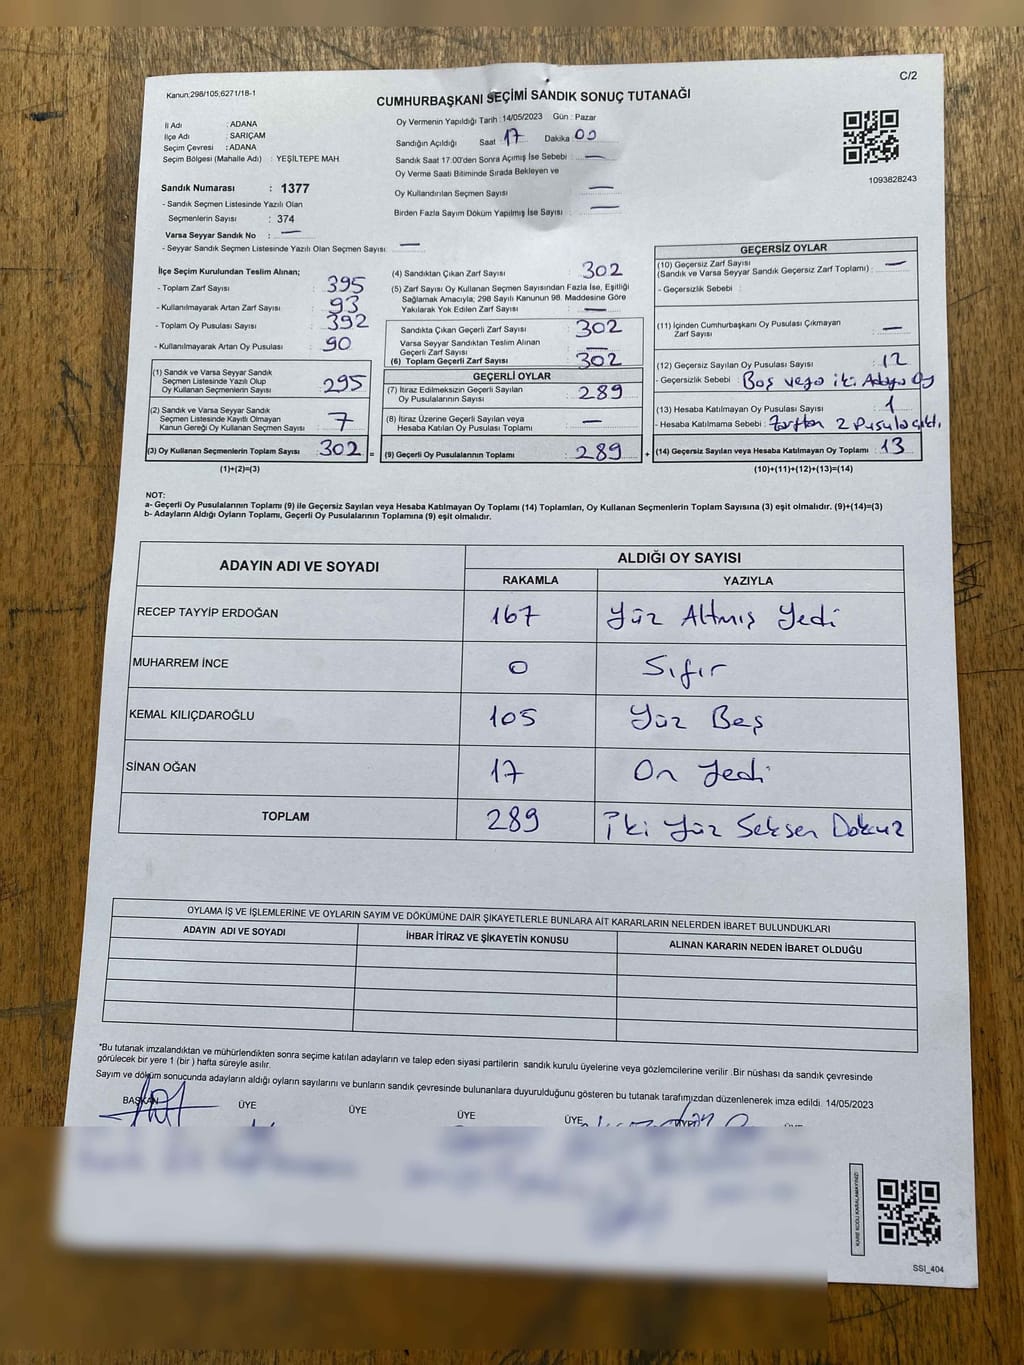 Kanun;298/105,6271/18-1
C/2
CUMHURBAŞKANI SEÇİMİ SANDIK SONUÇ TUTANAĞI
İl Adı : ADANA
İlçe Adı : SARIÇAM
Seçim Çevresi : ADANA
Seçim Bölgesi (Mahalle Adı) : YEŞİLTEPE MAH
Sandık Numarası : 1377
- Sandık Seçmen Listesinde Yazılı Olan
Seçmenlerin Sayısı : 374
Varsa Seyyar Sandık No : —
- Seyyar Sandık Seçmen Listesinde Yazılı Olan Seçmen Sayısı: —
Oy Vermenin Yapıldığı Tarih : 14/05/2023 Gün : Pazar
Sandığın Açıldığı Saat : 17 Dakika : 00
Sandık Saat 17.00'den Sonra Açımış İse Sebebi : —
Oy Verme Saati Bitiminde Sırada Bekleyen ve
Oy Kullandırılan Seçmen Sayısı : —
Birden Fazla Sayım Döküm Yapılmış İse Sayısı : —
1093828243
İlçe Seçim Kurulundan Teslim Alınan;
- Toplam Zarf Sayısı : 395
- Kullanılmayarak Artan Zarf Sayısı : 93
- Toplam Oy Pusulası Sayısı : 392
- Kullanılmayarak Artan Oy Pusulası : 90
(1) Sandık ve Varsa Seyyar Sandık
Seçmen Listesinde Yazılı Olup
Oy Kullanan Seçmenlerin Sayısı : 295
(2) Sandık ve Varsa Seyyar Sandık
Seçmen Listesinde Kayıtlı Olmayan
Kanun Gereği Oy Kullanan Seçmen Sayısı : 7
(3) Oy Kullanan Seçmenlerin Toplam Sayısı : 302 =
(1)+(2)=(3)
(4) Sandıktan Çıkan Zarf Sayısı : 302
(5) Zarf Sayısı Oy Kullanan Seçmen Sayısından Fazla İse, Eşitliği
Sağlamak Amacıyla; 298 Sayılı Kanunun 98. Maddesine Göre
Yakılarak Yok Edilen Zarf Sayısı : —
Sandıkta Çıkan Geçerli Zarf Sayısı : 302
Varsa Seyyar Sandıktan Teslim Alınan
Geçerli Zarf Sayısı : —
(6) Toplam Geçerli Zarf Sayısı : 302
GEÇERLİ OYLAR
(7) İtiraz Edilmeksizin Geçerli Sayılan
Oy Pusulalarının Sayısı : 289
(8) İtiraz Üzerine Geçerli Sayılan veya
Hesaba Katılan Oy Pusulası Toplamı : —
(9) Geçerli Oy Pusulalarının Toplamı : 289 +
GEÇERSİZ OYLAR
(10) Geçersiz Zarf Sayısı
(Sandık ve Varsa Seyyar Sandık Geçersiz Zarf Toplamı) : —
- Geçersizlik Sebebi :
(11) İçinden Cumhurbaşkanı Oy Pusulası Çıkmayan
Zarf Sayısı : —
(12) Geçersiz Sayılan Oy Pusulası Sayısı : 12
- Geçersizlik Sebebi : Boş veya iki Adaya Oy
(13) Hesaba Katılmayan Oy Pusulası Sayısı : 1
- Hesaba Katılmama Sebebi : Zarftan 2 Pusula çıktı.
(14) Geçersiz Sayılan veya Hesaba Katılmayan Oy Toplamı : 13
(10)+(11)+(12)+(13)=(14)
NOT:
a- Geçerli Oy Pusulalarının Toplamı (9) ile Geçersiz Sayılan veya Hesaba Katılmayan Oy Toplamı (14) Toplamları, Oy Kullanan Seçmenlerin Toplam Sayısına (3) eşit olmalıdır. (9)+(14)=(3)
b- Adayların Aldığı Oyların Toplamı, Geçerli Oy Pusulalarının Toplamına (9) eşit olmalıdır.
ADAYIN ADI VE SOYADI
ALDIĞI OY SAYISI
RAKAMLA YAZIYLA
RECEP TAYYİP ERDOĞAN 167 Yüz Altmış Yedi
MUHARREM İNCE 0 Sıfır
KEMAL KILIÇDAROĞLU 105 Yüz Beş
SİNAN OĞAN 17 On Yedi
TOPLAM 289 İki Yüz Seksen Dokuz
OYLAMA İŞ VE İŞLEMLERİNE VE OYLARIN SAYIM VE DÖKÜMÜNE DAİR ŞİKAYETLERLE BUNLARA AİT KARARLARIN NELERDEN İBARET BULUNDUKLARI
ADAYIN ADI VE SOYADI İHBAR İTİRAZ VE ŞİKAYETİN KONUSU ALINAN KARARIN NEDEN İBARET OLDUĞU
*Bu tutanak imzalandıktan ve mühürlendikten sonra seçime katılan adayların ve talep eden siyasi partilerin sandık kurulu üyelerine veya gözlemcilerine verilir .Bir nüshası da sandık çevresinde
görülecek bir yere 1 (bir ) hafta süreyle asılır.
Sayım ve döküm sonucunda adayların aldığı oyların sayılarını ve bunların sandık çevresinde bulunanlara duyurulduğunu gösteren bu tutanak tarafımızdan düzenlenerek imza edildi. 14/05/2023
BAŞKAN ÜYE ÜYE ÜYE ÜYE
KARE KODU KARALAMAYINIZ!
SSI_404